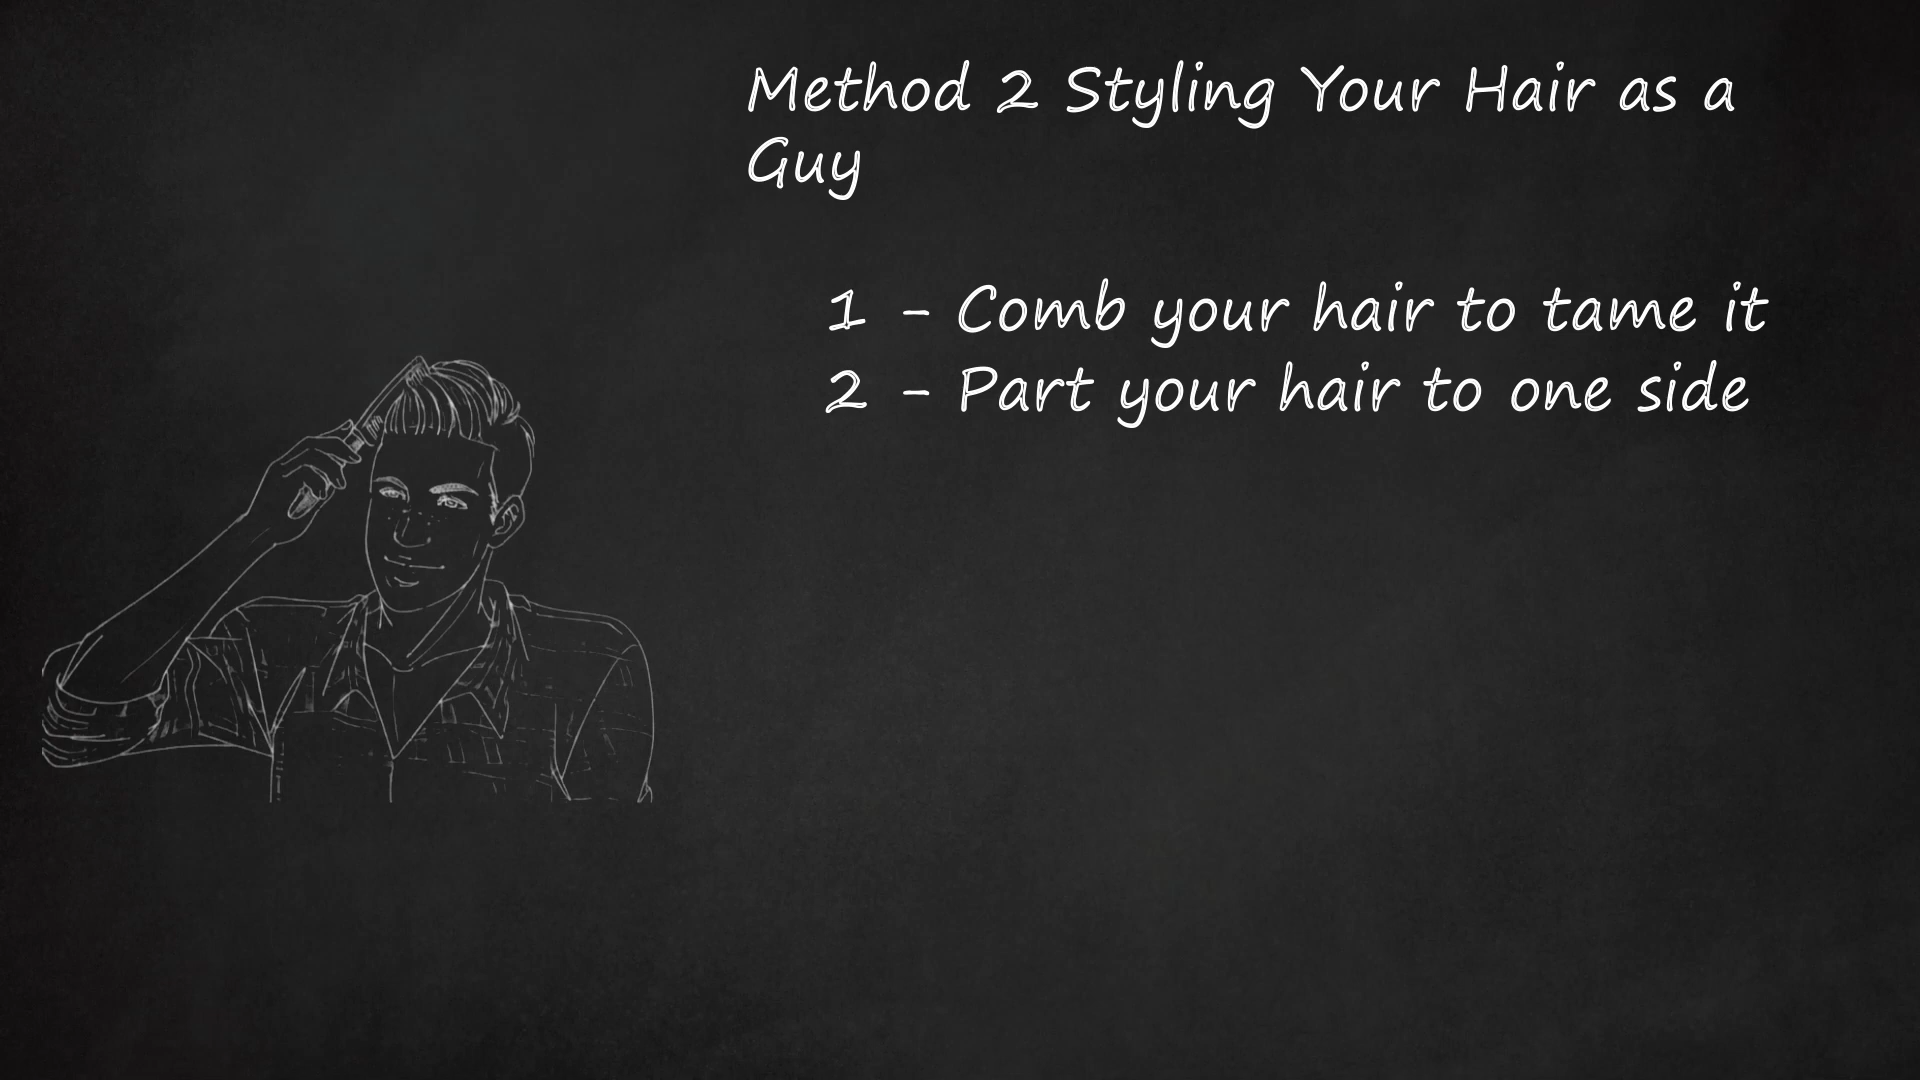 Method 2 Styling Your Hair as a
Guy
1 - Comb your hair to tame it
2 - Part your hair to one side